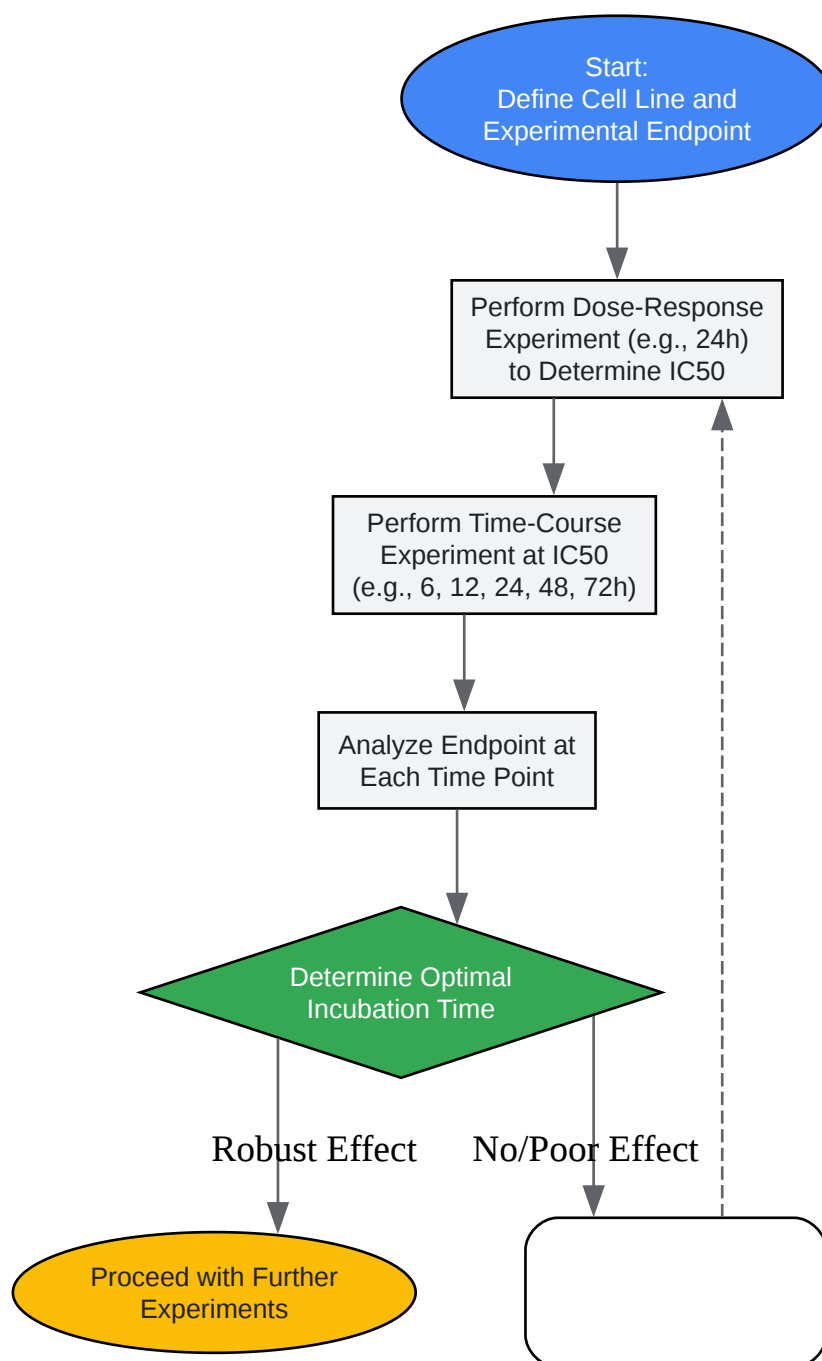 Start:
Define Cell Line and
Experimental Endpoint
Perform Dose-Response
Experiment (e.g., 24h)
to Determine IC50
Perform Time-Course
Experiment at IC50
(e.g., 6, 12, 24, 48, 72h)
Analyze Endpoint at
Each Time Point
Determine Optimal
Incubation Time
Robust Effect
No/Poor Effect
Proceed with Further
Experiments